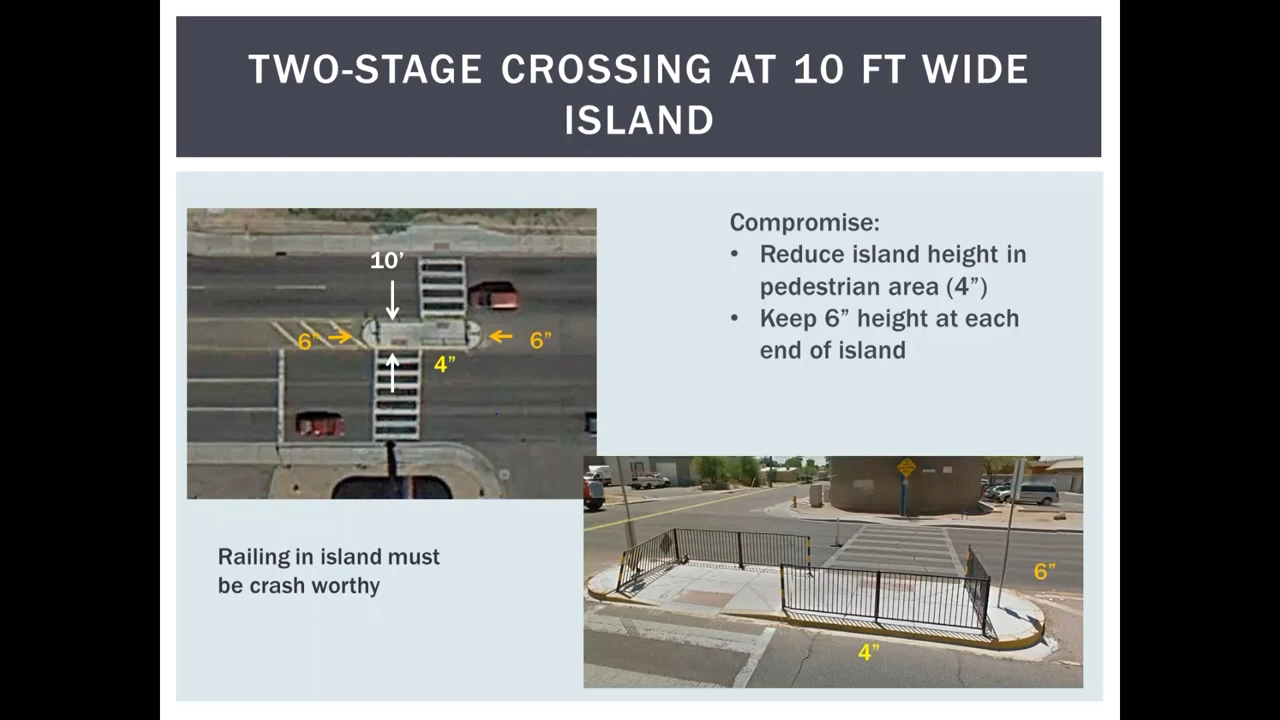 TWO-STAGE CROSSING AT 10 FT WIDE
ISLAND
10’
6”
6”
4”
Compromise:
• Reduce island height in
pedestrian area (4”)
• Keep 6” height at each
end of island
Railing in island must
be crash worthy
6”
4”